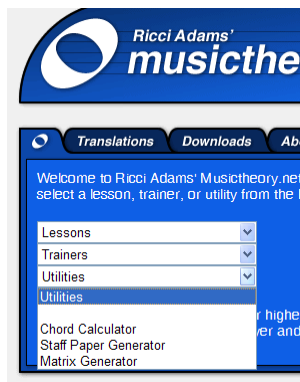 Ricci Adams'
musicthe
Translations Downloads Ab
Welcome to Ricci Adams' Musictheory.net
select a lesson, trainer, or utility from the
Lessons
Trainers
Utilities
Utilities
r highe
Chord Calculator
ver and
Staff Paper Generator
Matrix Generator